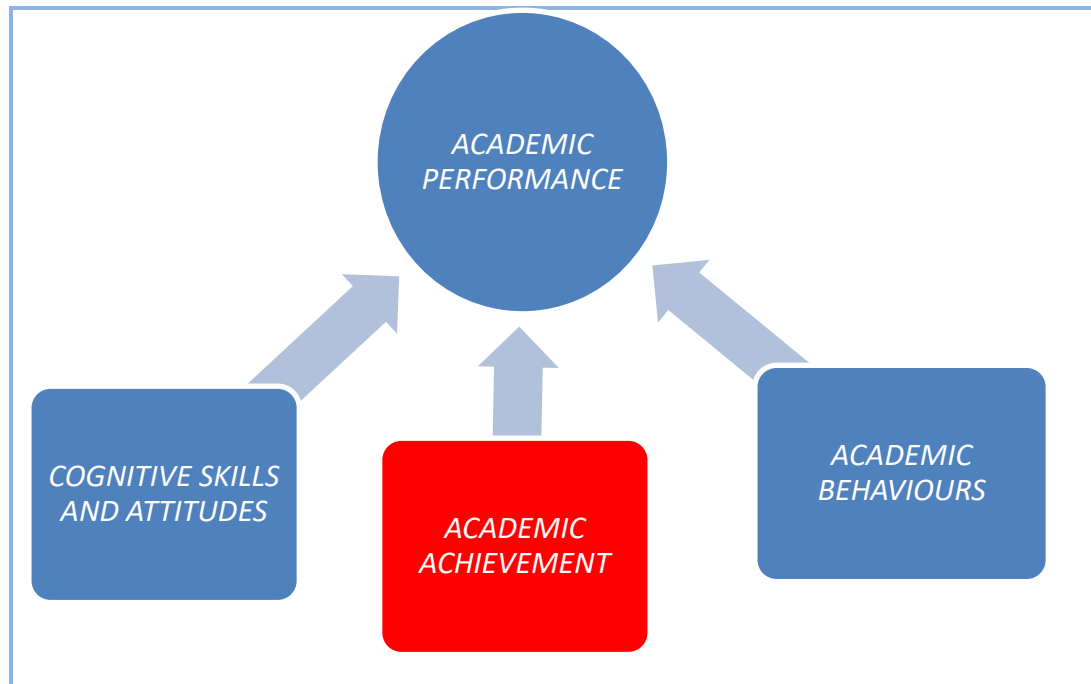 ACADEMIC
PERFORMANCE
COGNITIVE SKILLS
AND ATTITUDES
ACADEMIC
ACHIEVEMENT
ACADEMIC
BEHAVIOURS